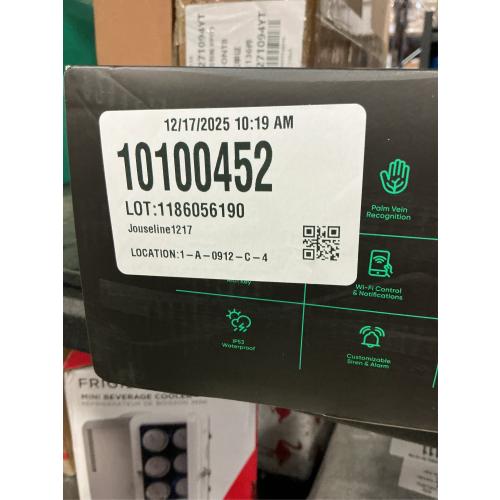 271094YT
12/17/2025 10:19 AM
10100452
LOT:1186056190
Jouseline1217
LOCATION:1-A-0912-C-4
Palm Vein
Recognition
Wi-Fi Control
& Notifications
IP53
Waterproof
Customizable
Siren & Alarm
MINI BEVERAGE COOLER